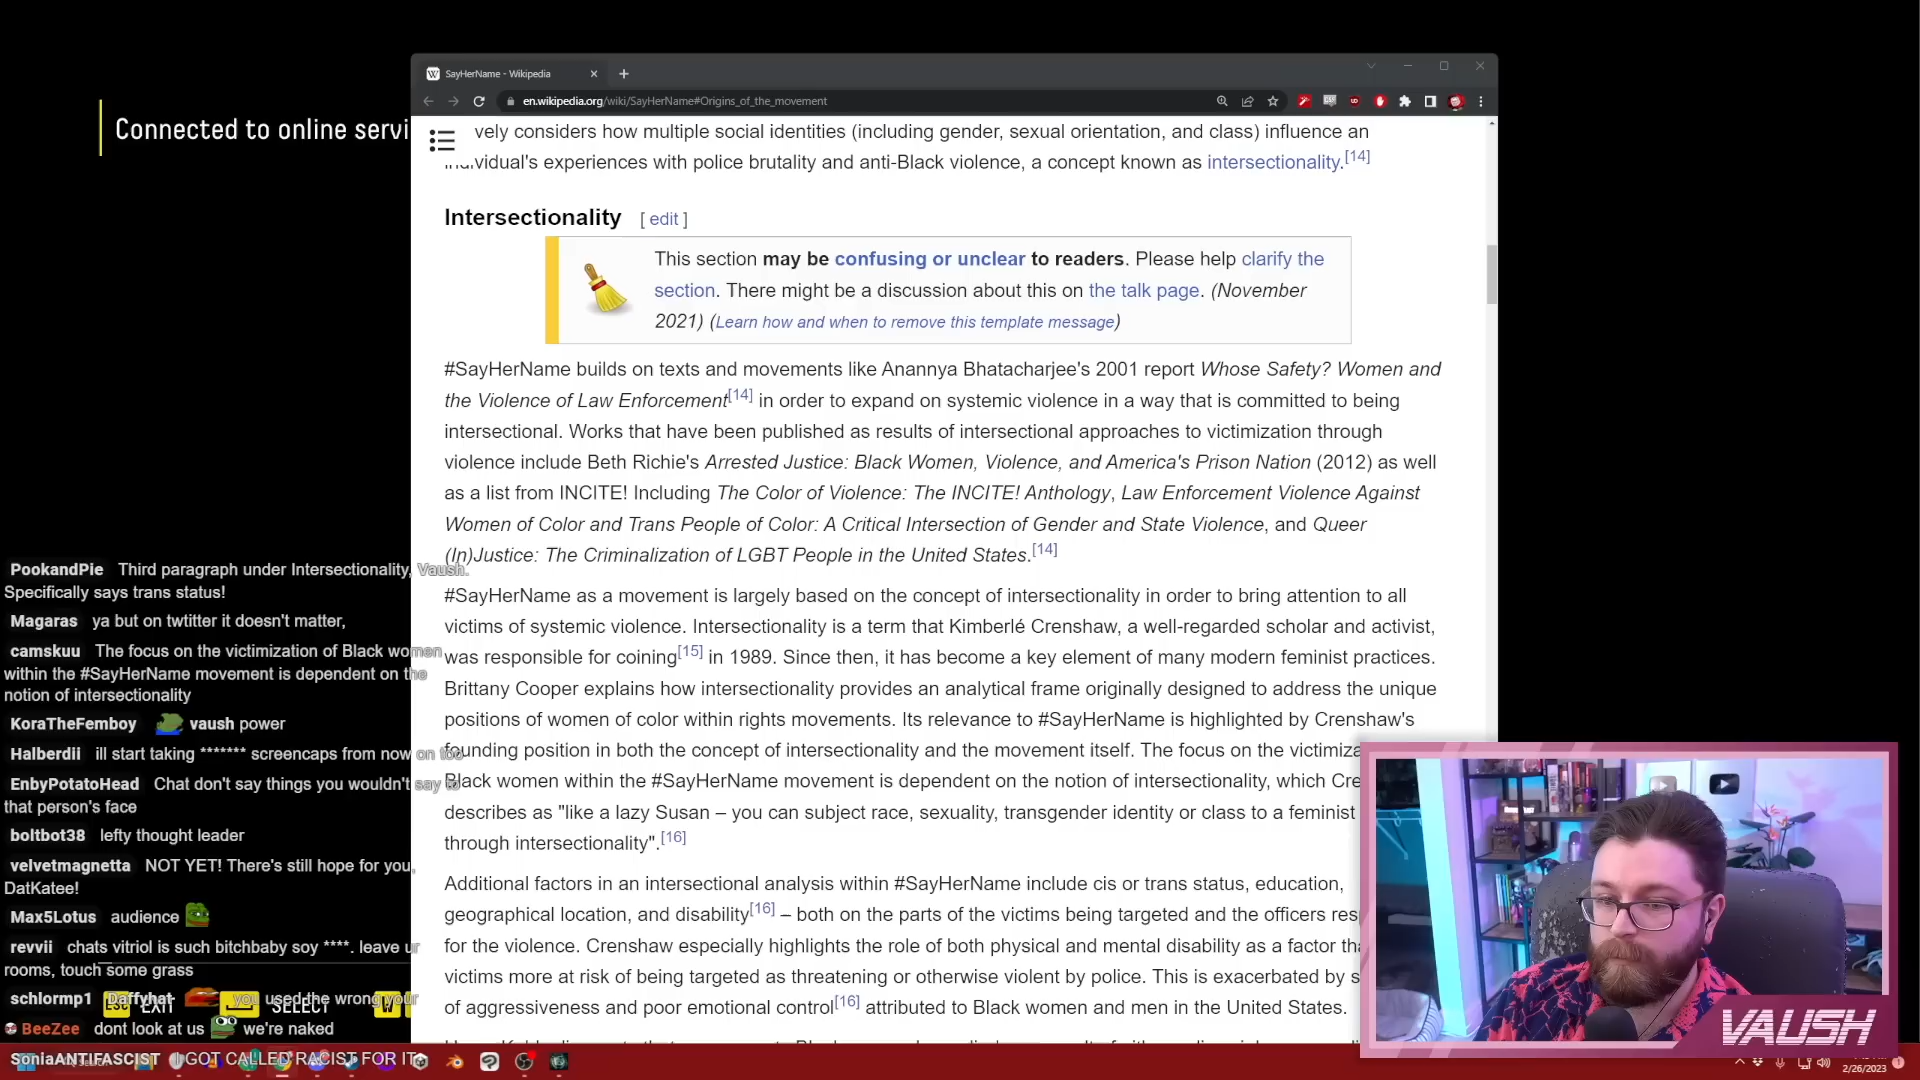 SayHerName - Wikipedia
en.wikipedia.org/wiki/SayHerName#Origins_of_the_movement
Connected to online servi
vely considers how multiple social identities (including gender, sexual orientation, and class) influence an
individual's experiences with police brutality and anti-Black violence, a concept known as intersectionality.[14]
Intersectionality [ edit ]
This section may be confusing or unclear to readers. Please help clarify the
section. There might be a discussion about this on the talk page. (November
2021) (Learn how and when to remove this template message)
#SayHerName builds on texts and movements like Anannya Bhatacharjee's 2001 report Whose Safety? Women and
the Violence of Law Enforcement[14] in order to expand on systemic violence in a way that is committed to being
intersectional. Works that have been published as results of intersectional approaches to victimization through
violence include Beth Richie's Arrested Justice: Black Women, Violence, and America's Prison Nation (2012) as well
as a list from INCITE! Including The Color of Violence: The INCITE! Anthology, Law Enforcement Violence Against
Women of Color and Trans People of Color: A Critical Intersection of Gender and State Violence, and Queer
(In)Justice: The Criminalization of LGBT People in the United States.[14]
#SayHerName as a movement is largely based on the concept of intersectionality in order to bring attention to all
victims of systemic violence. Intersectionality is a term that Kimberlé Crenshaw, a well-regarded scholar and activist,
was responsible for coining[15] in 1989. Since then, it has become a key element of many modern feminist practices.
Brittany Cooper explains how intersectionality provides an analytical frame originally designed to address the unique
positions of women of color within rights movements. Its relevance to #SayHerName is highlighted by Crenshaw's
founding position in both the concept of intersectionality and the movement itself. The focus on the victimiza
Black women within the #SayHerName movement is dependent on the notion of intersectionality, which Cre
describes as "like a lazy Susan – you can subject race, sexuality, transgender identity or class to a feminist
through intersectionality".[16]
Additional factors in an intersectional analysis within #SayHerName include cis or trans status, education,
geographical location, and disability[16] – both on the parts of the victims being targeted and the officers res
for the violence. Crenshaw especially highlights the role of both physical and mental disability as a factor tha
victims more at risk of being targeted as threatening or otherwise violent by police. This is exacerbated by s
of aggressiveness and poor emotional control[16] attributed to Black women and men in the United States.
PookandPie Third paragraph under Intersectionality, Vaush.
Specifically says trans status!
Magaras ya but on twtitter it doesn't matter,
camskuu The focus on the victimization of Black women
within the #SayHerName movement is dependent on the
notion of intersectionality
KoraTheFemboy vaush power
Halberdii ill start taking ******* screencaps from now on too
EnbyPotatoHead Chat don't say things you wouldn't say to
that person's face
boltbot38 lefty thought leader
velvetmagnetta NOT YET! There's still hope for you,
DatKatee!
Max5Lotus audience
revvii chats vitriol is such bitchbaby soy ****. leave ur
rooms, touch some grass
schlormp1 Daffyhat you used the wrong your
ESC EXIT SELECT W
BeeZee dont look at us we're naked
SoniaANTIFASCIST I GOT CALLED RACIST FOR IT
VAUSH
2/26/2023